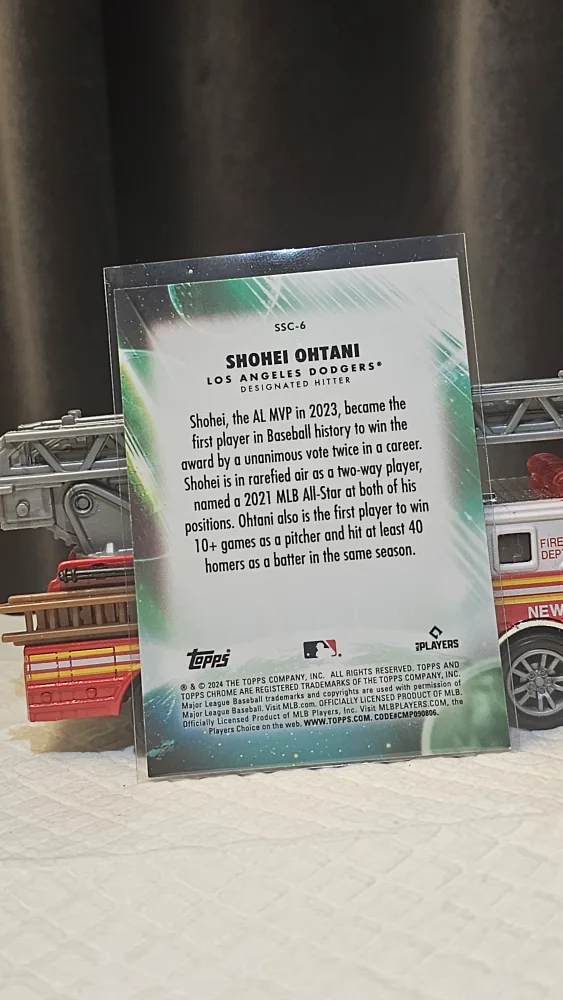 SSC-6
SHOHEI OHTANI
LOS ANGELES DODGERS®
DESIGNATED HITTER
Shohei, the AL MVP in 2023, became the
first player in Baseball history to win the
award by a unanimous vote twice in a career.
Shohei is in rarefied air as a two-way player,
named a 2021 MLB All-Star at both of his
positions. Ohtani also is the first player to win
10+ games as a pitcher and hit at least 40
homers as a batter in the same season.
FIRE
DEPT
NEW
topps®
PLAYERS
® & © 2024 THE TOPPS COMPANY, INC. ALL RIGHTS RESERVED. TOPPS AND
TOPPS CHROME ARE REGISTERED TRADEMARKS OF THE TOPPS COMPANY, INC.
Major League Baseball trademarks and copyrights are used with permission of
Major League Baseball. Visit MLB.com. OFFICIALLY LICENSED PRODUCT OF MLB
Officially Licensed Product of MLB Players, Inc. Visit MLBPLAYERS.COM, the
Players Choice on the web. WWW.TOPPS.COM. CODE#CMP090806.